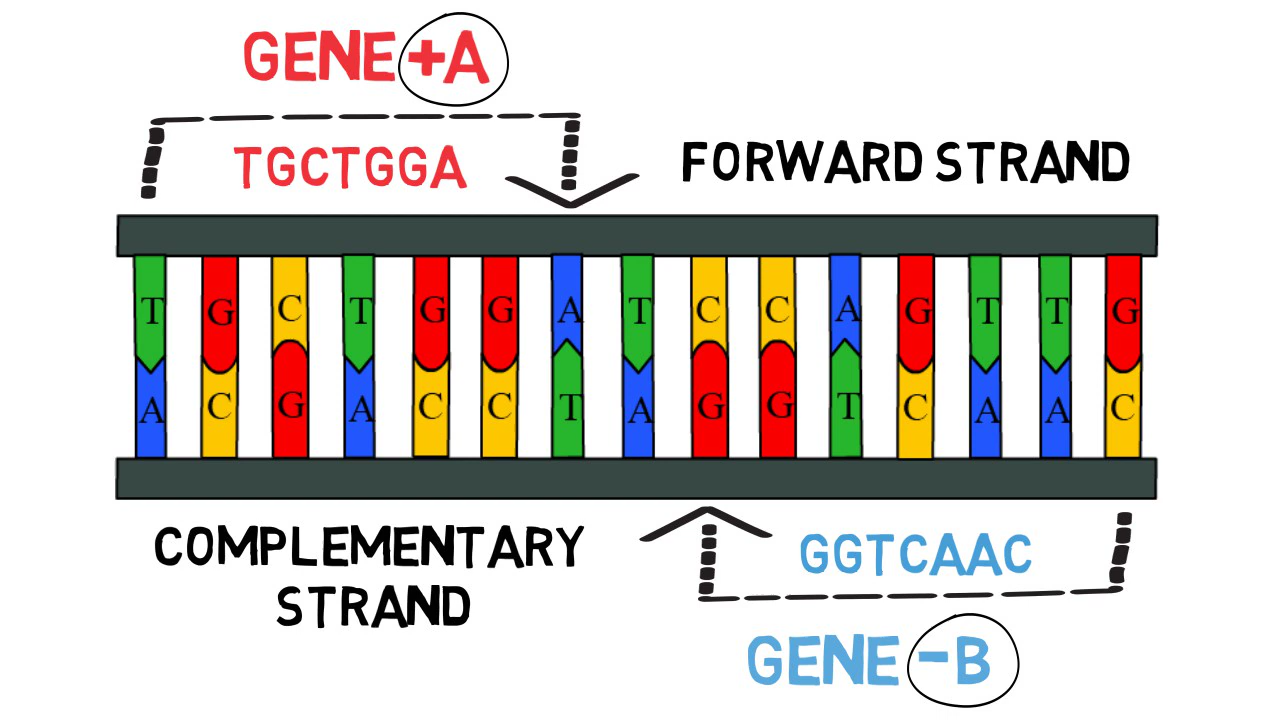 GENE +A
TGCTGGA
FORWARD STRAND
T G C T G G A T C C A G T T G
A C G A C C T A G G T C A A C
COMPLEMENTARY
STRAND
GGTCAAC
GENE -B